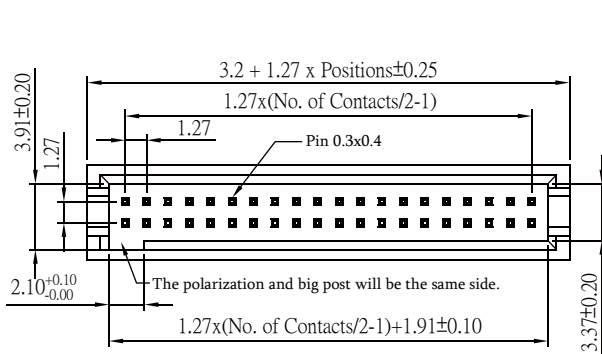 3.2 + 1.27 x Positions±0.25
1.27x(No. of Contacts/2-1)
1.27
Pin 0.3x0.4
3.91±0.20
1.27
2.10+0.10
-0.00
The polarization and big post will be the same side.
1.27x(No. of Contacts/2-1)+1.91±0.10
3.37±0.20